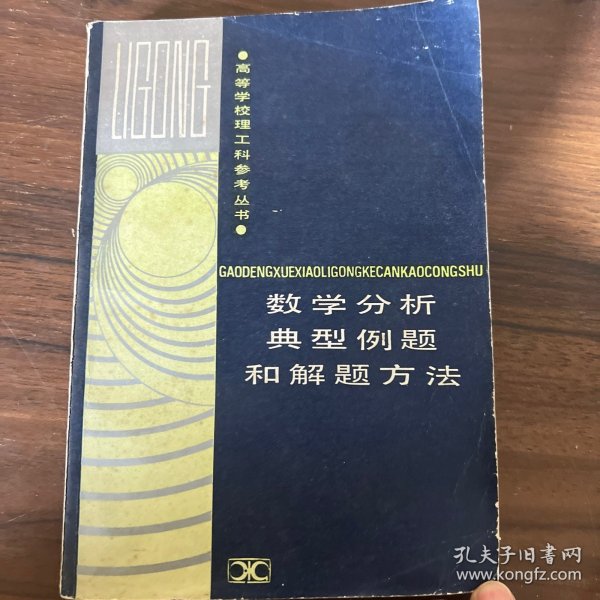 LIGONG
●高等学校理工科参考丛书●
GAODENGXUEXIAOLIGONGKECANKAOCONGSHU
数学分析
典型例题
和解题方法
孔夫子旧书网
www.kongfz.com